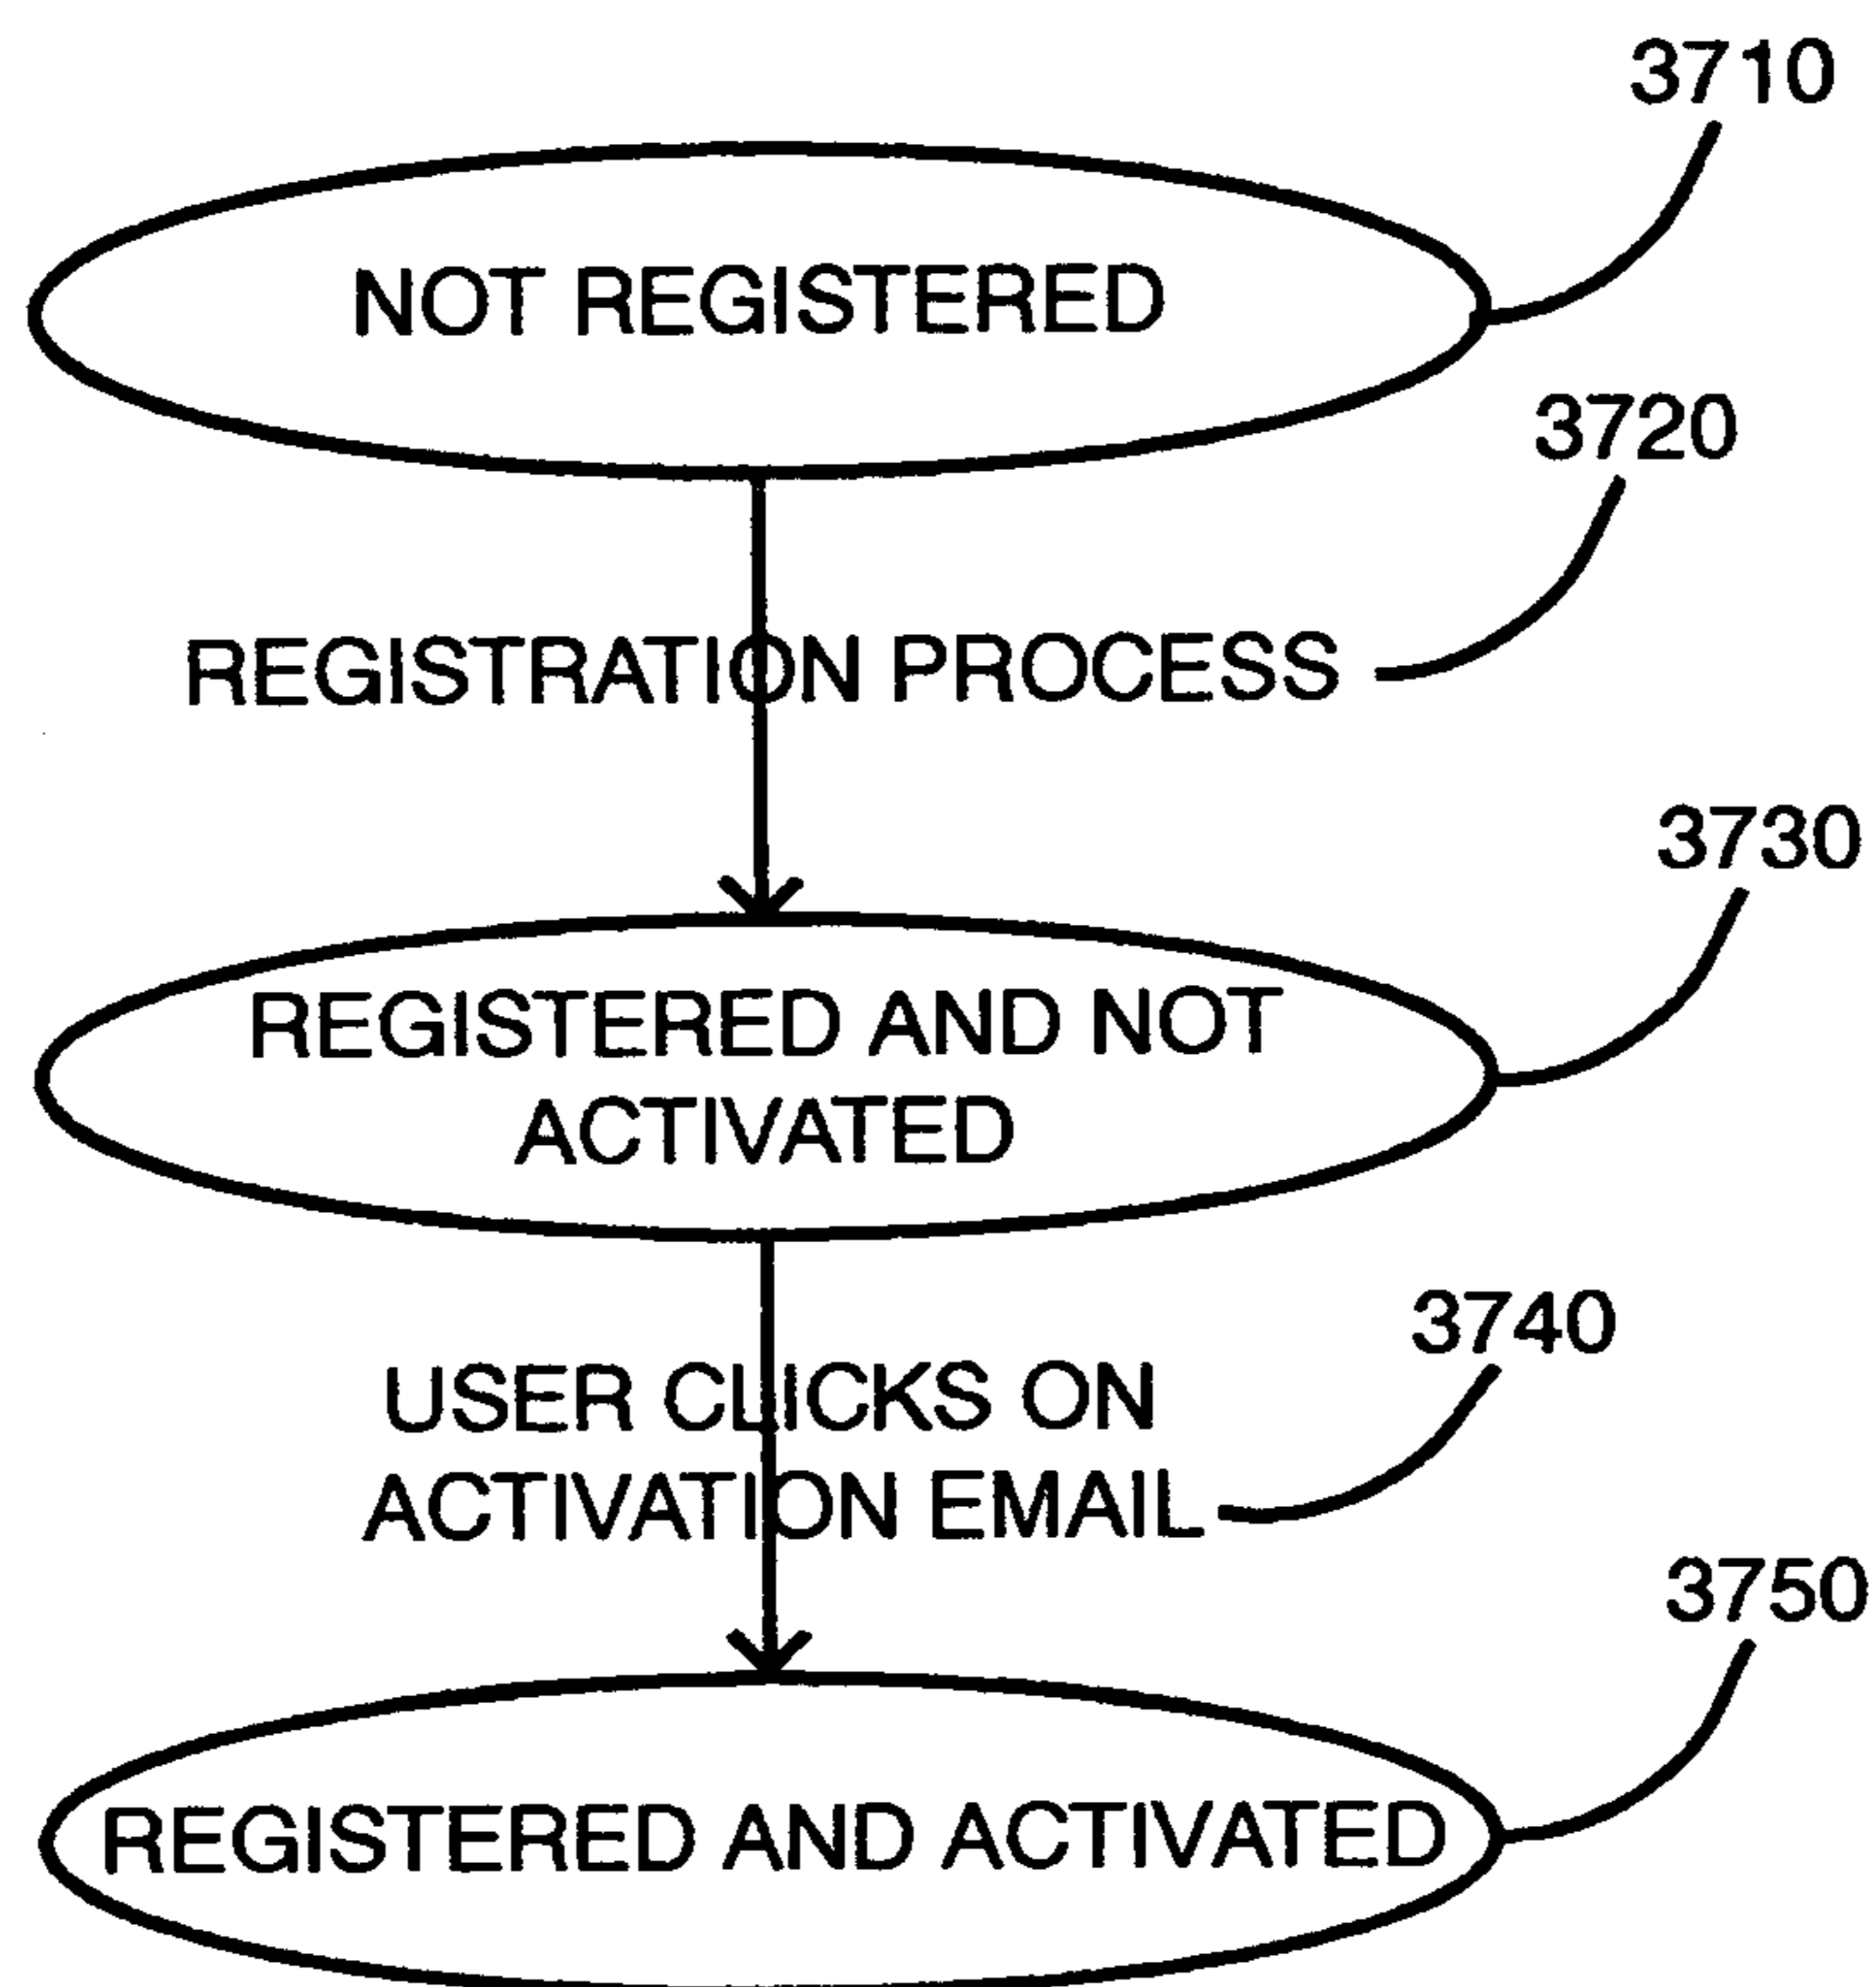 3710
NOT REGISTERED
3720
REGISTRATION PROCESS
3730
REGISTERED AND NOT
ACTIVATED
3740
USER CLICKS ON
ACTIVATION EMAIL
3750
REGISTERED AND ACTIVATED